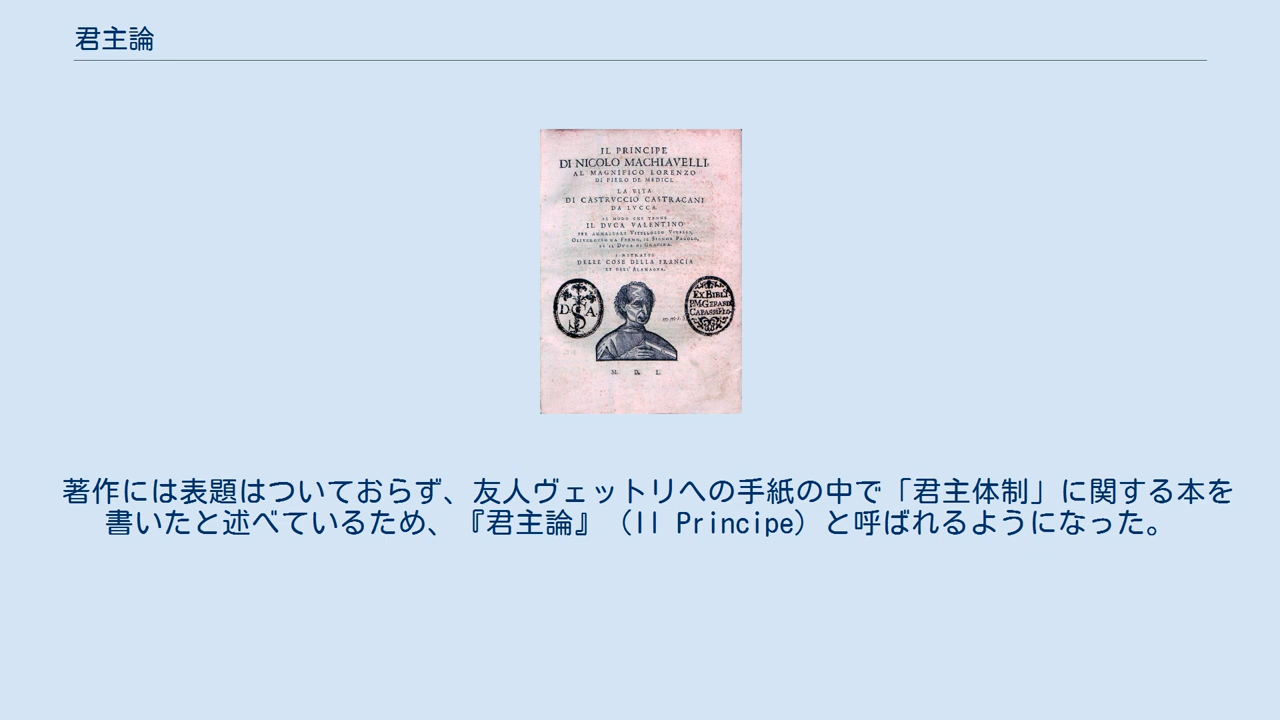 君主論
IL PRINCIPE
DI NICOLO MACHIAVELLI,
AL MAGNIFICO LORENZO
DI PIERO DE MEDICI.
LA VITA
DI CASTRVCCIO CASTRACANI
DA LVCCA.
IL MODO CHE TENNE
IL DVCA VALENTINO
PER AMMAZZARE VITELLOZZO VITELLI,
OLIVEROTTO DA FERMO, IL SIGNOR PAGOLO,
ET IL DVCA DI GRAVINA.
I RITRATTI
DELLE COSE DELLA FRANCIA
ET DELL'ALAMAGNA.
D S A
EX BIBL.
M. D. L.
著作には表題はついておらず、友人ヴェットリへの手紙の中で「君主体制」に関する本を
書いたと述べているため、『君主論』（Il Principe）と呼ばれるようになった。